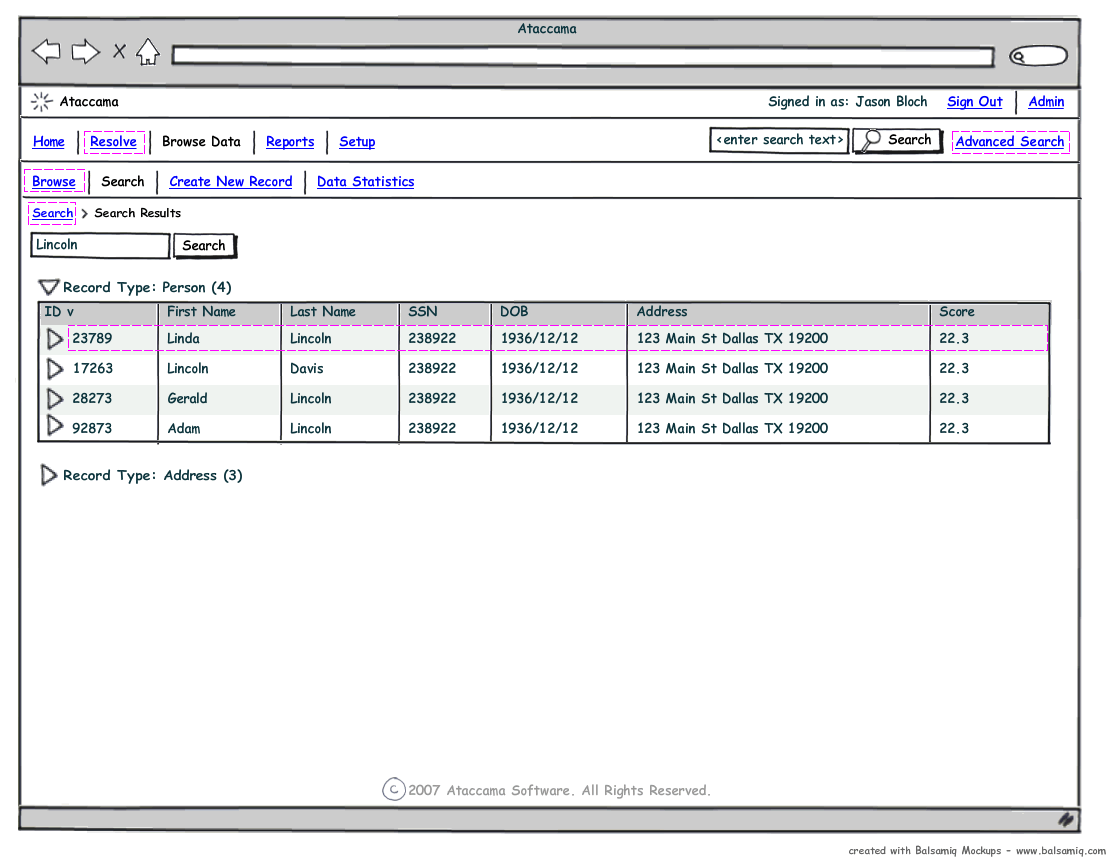 Ataccama
Ataccama Signed in as: Jason Bloch Sign Out Admin
Home Resolve Browse Data Reports Setup <enter search text> Search Advanced Search
Browse Search Create New Record Data Statistics
Search > Search Results
Lincoln Search
Record Type: Person (4)
ID v First Name Last Name SSN DOB Address Score
23789 Linda Lincoln 238922 1936/12/12 123 Main St Dallas TX 19200 22.3
17263 Lincoln Davis 238922 1936/12/12 123 Main St Dallas TX 19200 22.3
28273 Gerald Lincoln 238922 1936/12/12 123 Main St Dallas TX 19200 22.3
92873 Adam Lincoln 238922 1936/12/12 123 Main St Dallas TX 19200 22.3
Record Type: Address (3)
© 2007 Ataccama Software. All Rights Reserved.
created with Balsamiq Mockups - www.balsamiq.com